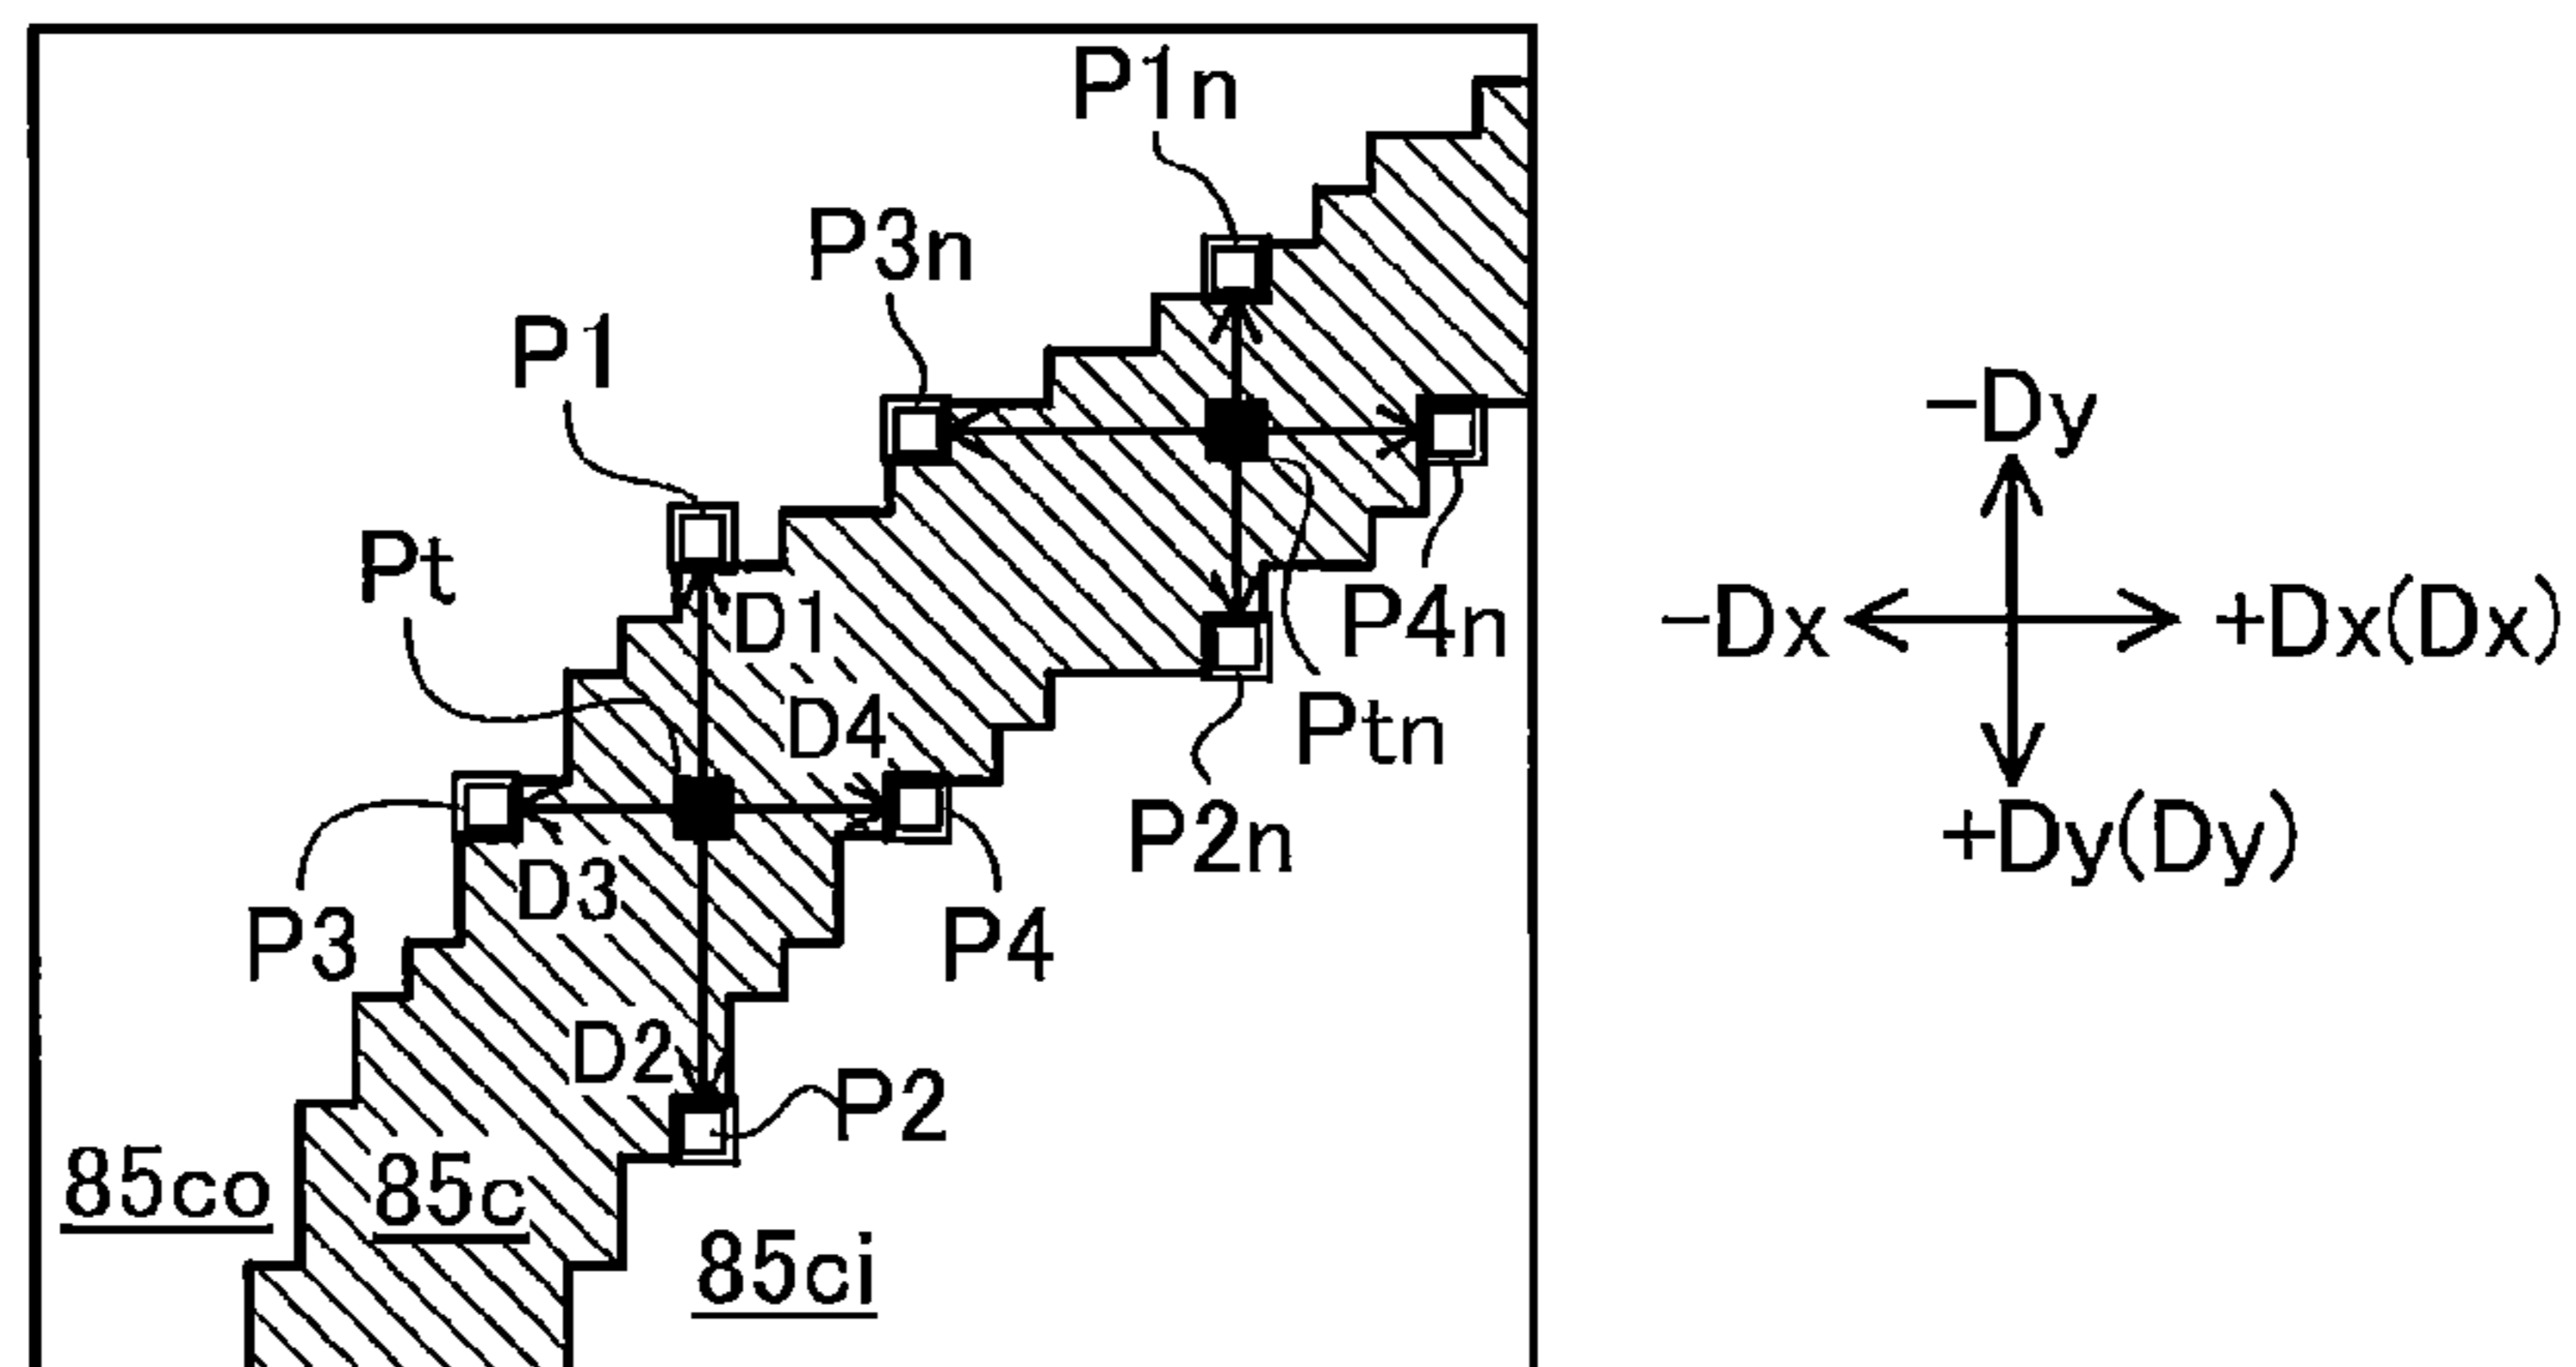 P1n
P3n
P1
−Dy
Pt
D1
P4n
−Dx
+Dx(Dx)
D4
Ptn
P2n
+Dy(Dy)
D3
P3
P4
D2
P2
85co
85c
85ci